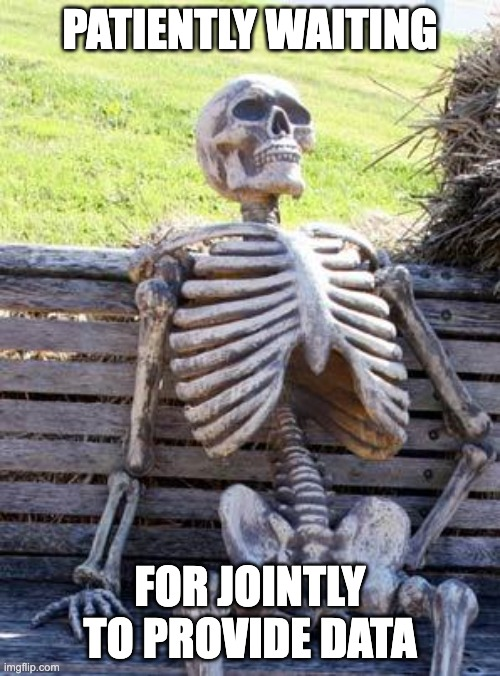 PATIENTLY WAITING
FOR JOINTLY
TO PROVIDE DATA
imgflip.com